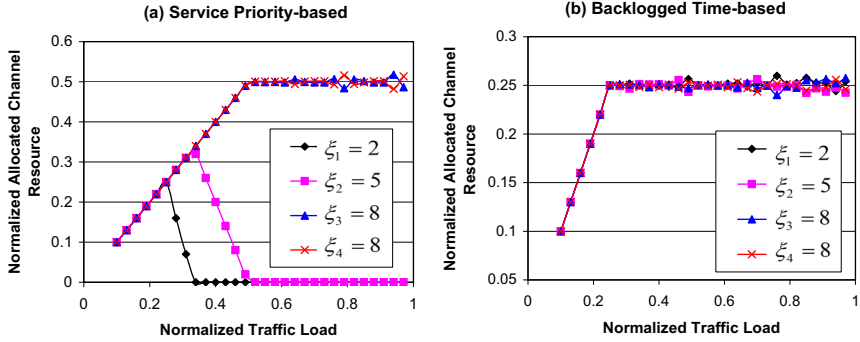 (a) Service Priority-based
Normalized Allocated Channel
Resource
0.6
0.5
0.4
0.3
0.2
0.1
0
ξ₁ = 2
ξ₂ = 5
ξ₃ = 8
ξ₄ = 8
0 0.2 0.4 0.6 0.8 1
Normalized Traffic Load
(b) Backlogged Time-based
Normalized Allocated Channel
Resource
0.3
0.25
0.2
0.15
0.1
0.05
ξ₁ = 2
ξ₂ = 5
ξ₃ = 8
ξ₄ = 8
0 0.2 0.4 0.6 0.8 1
Normalized Traffic Load